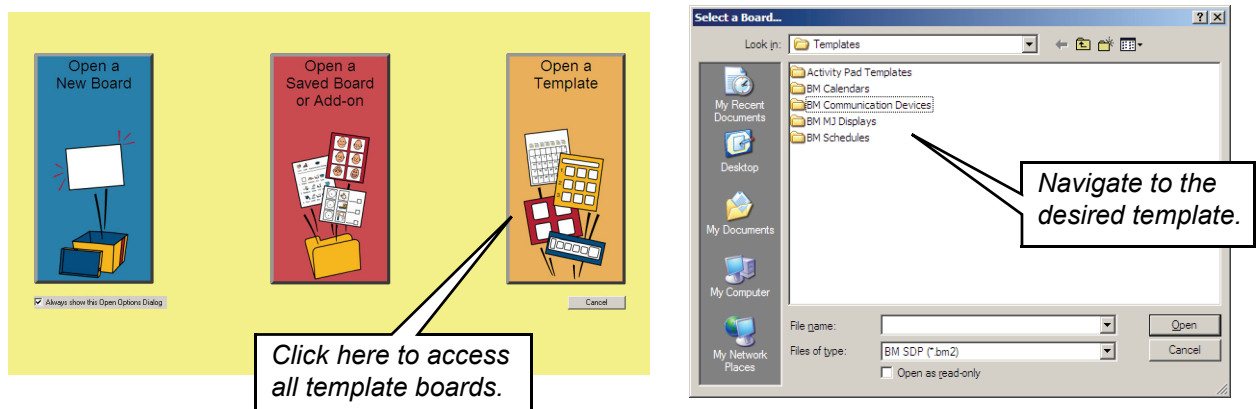 Open a
New Board
Open a
Saved Board
or Add-on
Open a
Template
Always show this Open Options Dialog
Cancel
Click here to access
all template boards.
Select a Board...
Look in:
Templates
My Recent
Documents
Desktop
My Documents
My Computer
My Network
Places
Activity Pad Templates
BM Calendars
BM Communication Devices
BM MJ Displays
BM Schedules
Navigate to the
desired template.
File name:
Open
Files of type:
BM SDP (*.bm2)
Cancel
Open as read-only